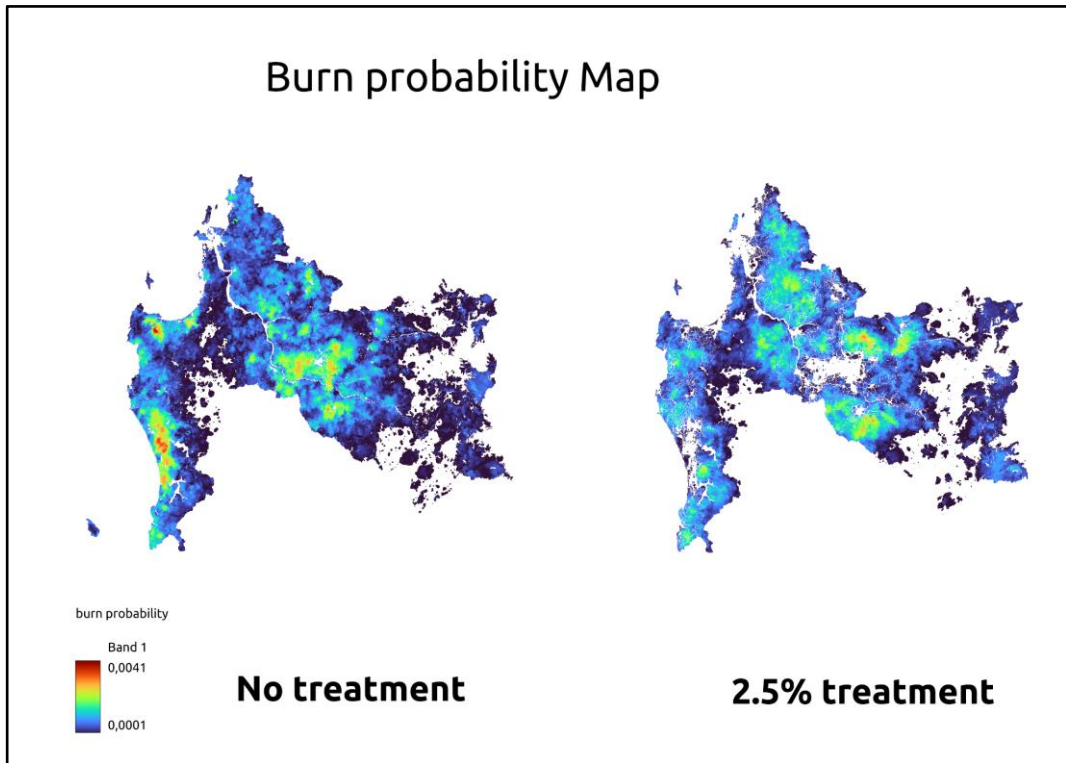 Burn probability Map
burn probability
Band 1
0,0041
0,0001
No treatment
2.5% treatment